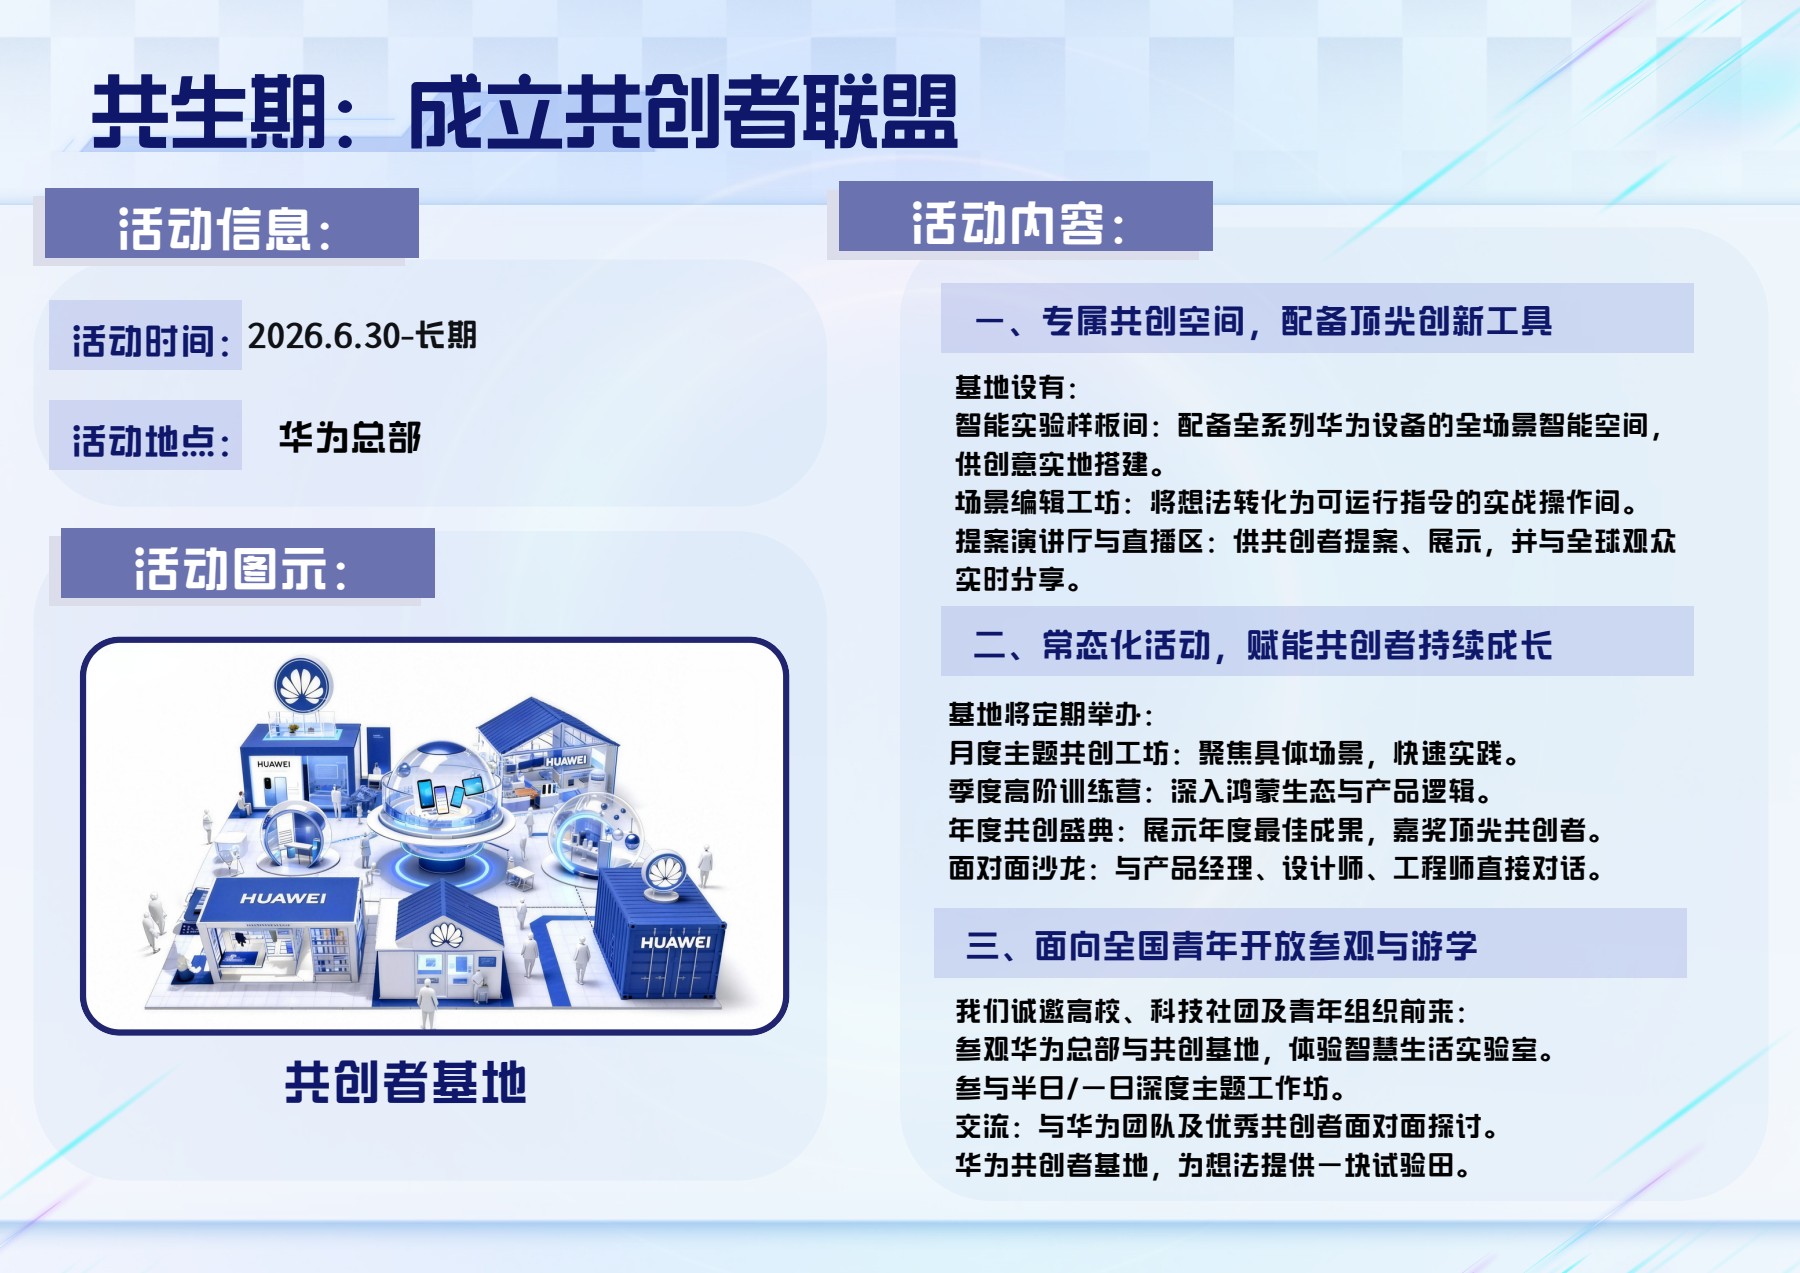 共生期：成立共创者联盟
活动信息：
活动时间：2026.6.30-长期
活动地点：华为总部
活动图示：
HUAWEI
HUAWEI
HUAWEI
HUAWEI
共创者基地
活动内容：
一、专属共创空间，配备顶尖创新工具
基地设有：
智能实验样板间：配备全系列华为设备的全场景智能空间，
供创意实地搭建。
场景编辑工坊：将想法转化为可运行指令的实战操作间。
提案演讲厅与直播区：供共创者提案、展示，并与全球观众
实时分享。
二、常态化活动，赋能共创者持续成长
基地将定期举办：
月度主题共创工坊：聚焦具体场景，快速实践。
季度高阶训练营：深入鸿蒙生态与产品逻辑。
年度共创盛典：展示年度最佳成果，嘉奖顶尖共创者。
面对面沙龙：与产品经理、设计师、工程师直接对话。
三、面向全国青年开放参观与游学
我们诚邀高校、科技社团及青年组织前来：
参观华为总部与共创基地，体验智慧生活实验室。
参与半日/一日深度主题工作坊。
交流：与华为团队及优秀共创者面对面探讨。
华为共创者基地，为想法提供一块试验田。